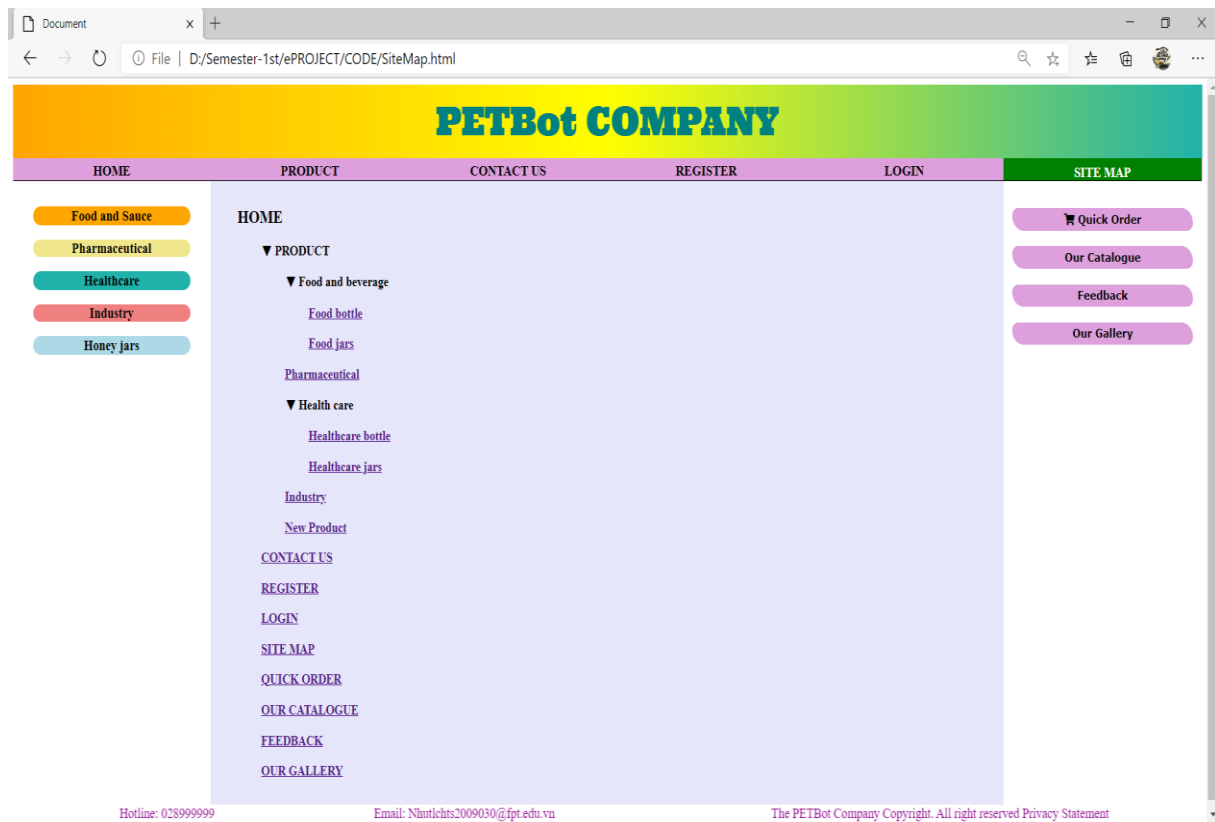 Document
File | D:/Semester-1st/ePROJECT/CODE/SiteMap.html
PETBot COMPANY
HOME PRODUCT CONTACT US REGISTER LOGIN SITE MAP
Food and Sauce
Pharmaceutical
Healthcare
Industry
Honey jars
HOME
▼ PRODUCT
▼ Food and beverage
Food bottle
Food jars
Pharmaceutical
▼ Health care
Healthcare bottle
Healthcare jars
Industry
New Product
CONTACT US
REGISTER
LOGIN
SITE MAP
QUICK ORDER
OUR CATALOGUE
FEEDBACK
OUR GALLERY
Quick Order
Our Catalogue
Feedback
Our Gallery
Hotline: 028999999 Email: Nhutlchts2009030@fpt.edu.vn The PETBot Company Copyright. All right reserved Privacy Statement